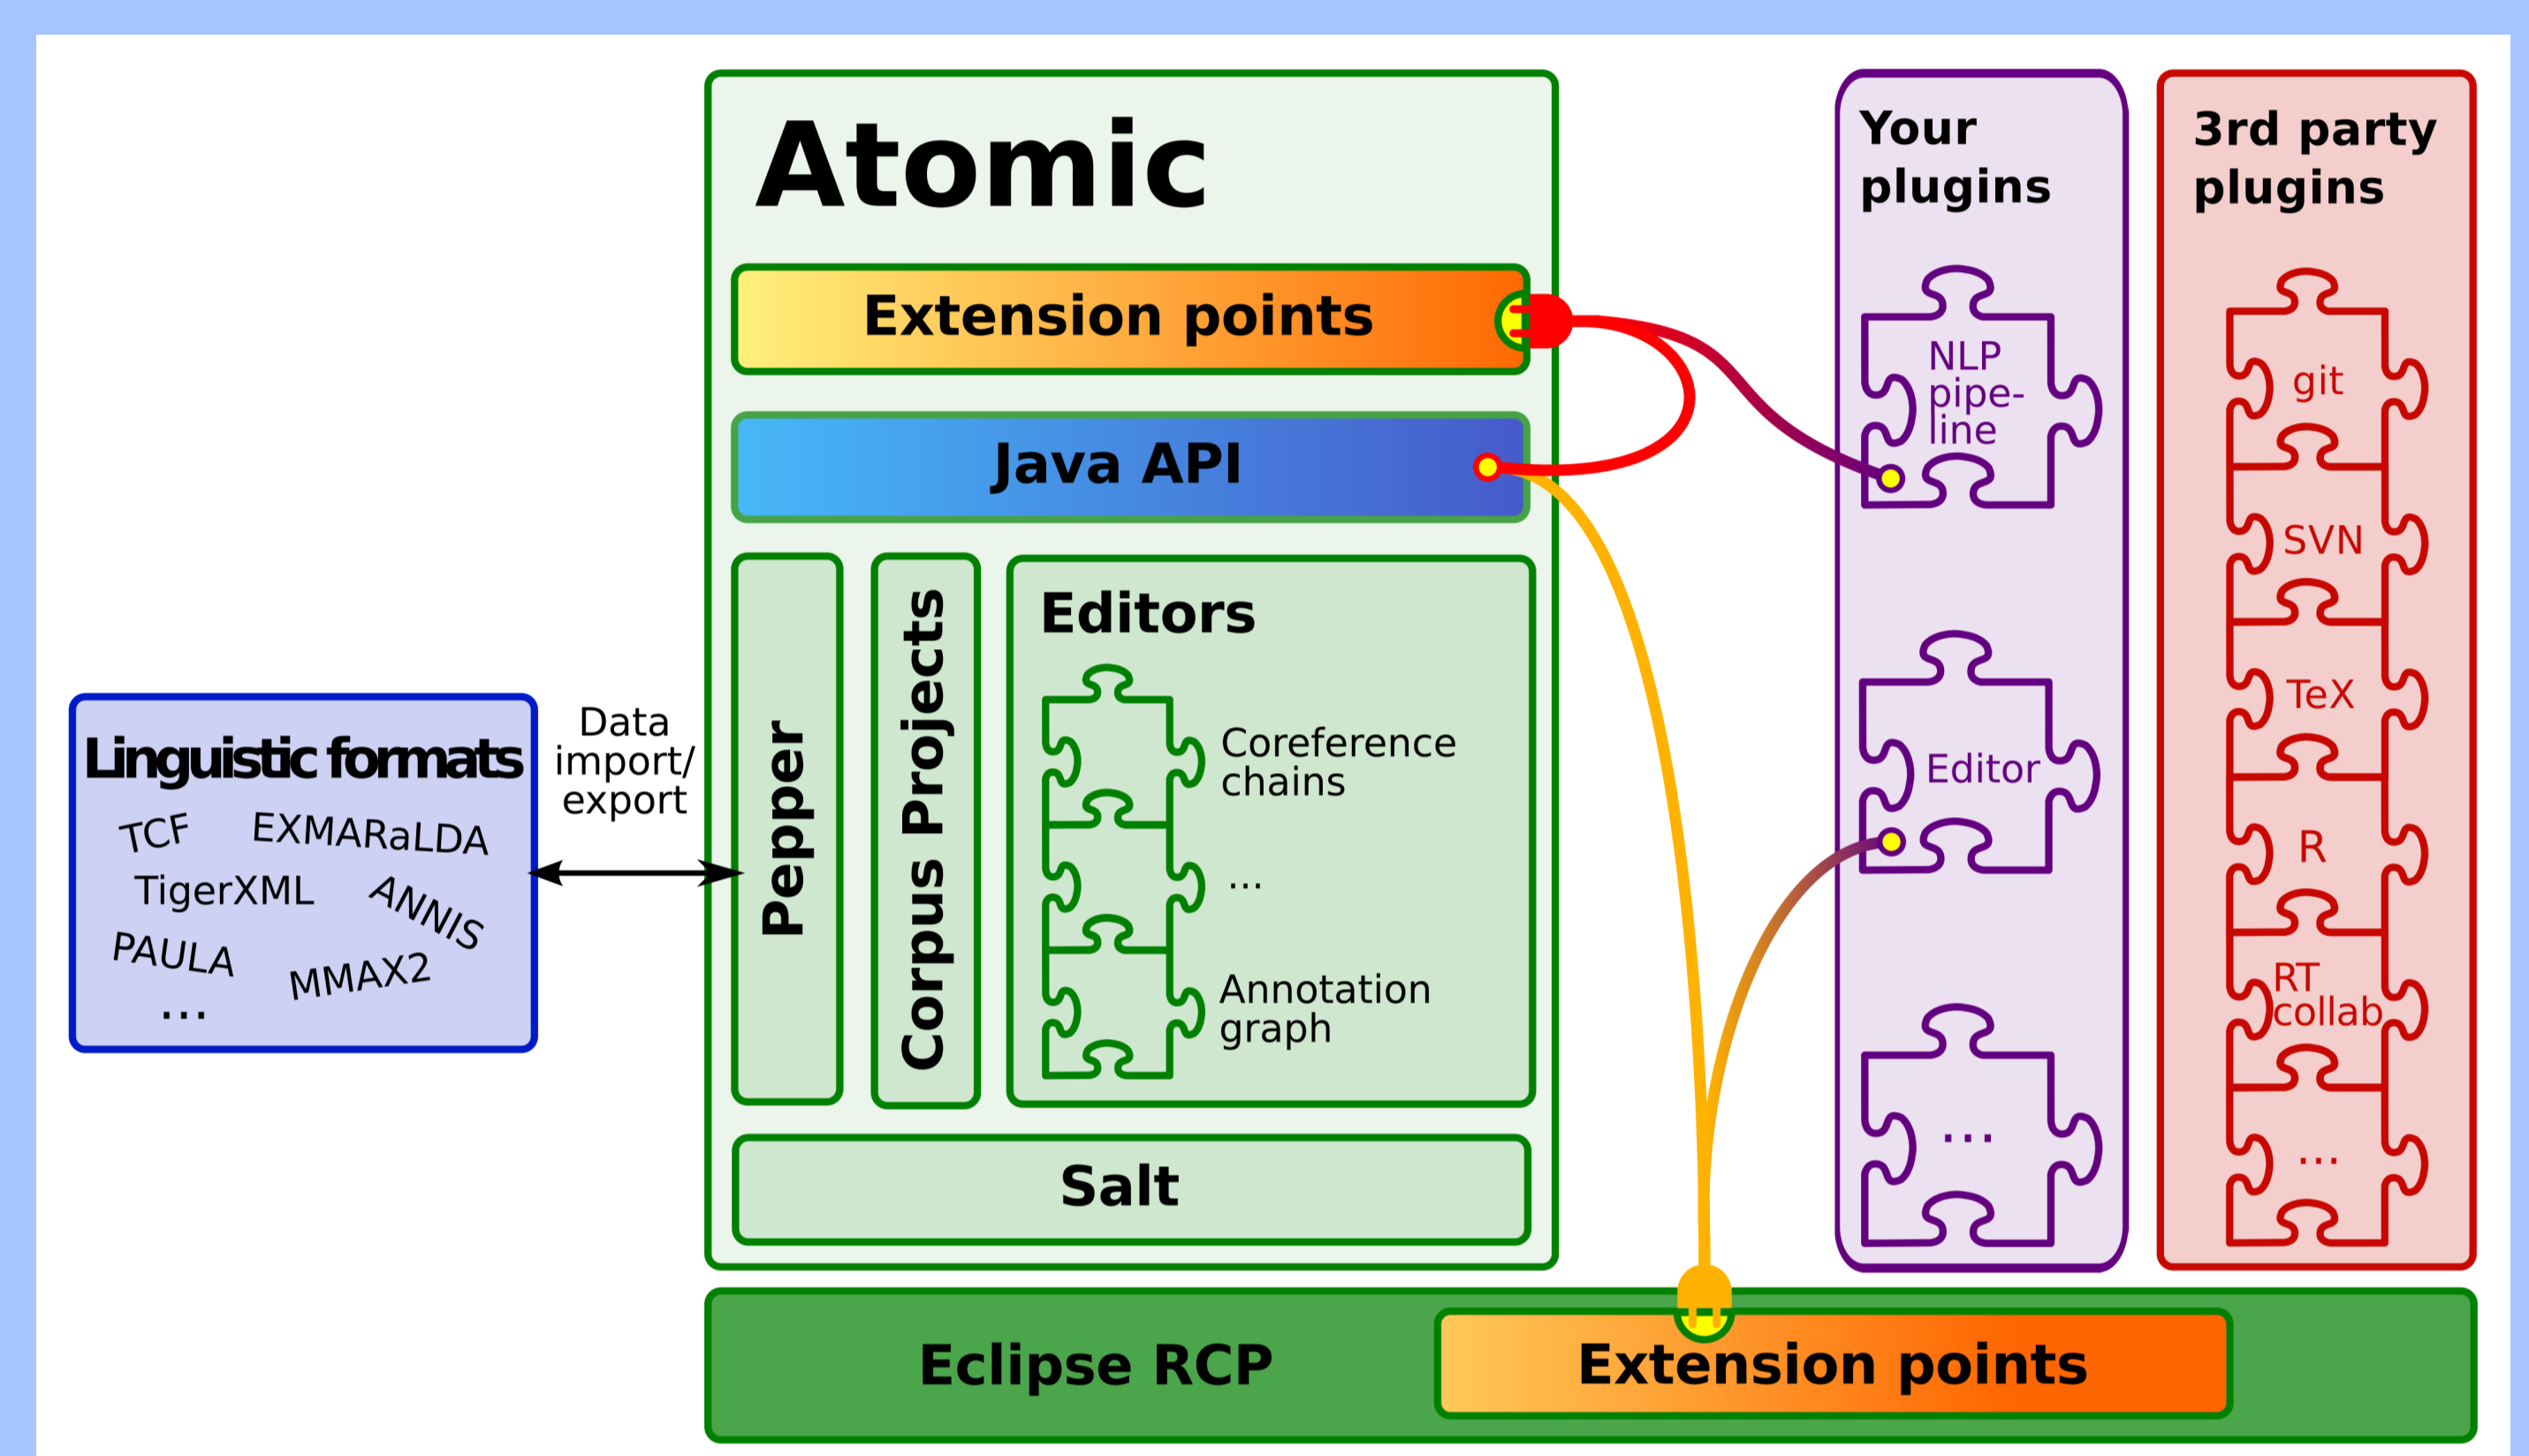 Atomic
Extension points
Java API
Pepper
Corpus Projects
Editors
Coreference
chains
...
Annotation
graph
Salt
Linguistic formats
TCF
EXMARaLDA
TigerXML
ANNIS
PAULA
MMAX2
...
Data
import/
export
Your
plugins
NLP
pipe-
line
Editor
...
3rd party
plugins
git
SVN
TeX
R
RT
collab
...
Eclipse RCP
Extension points